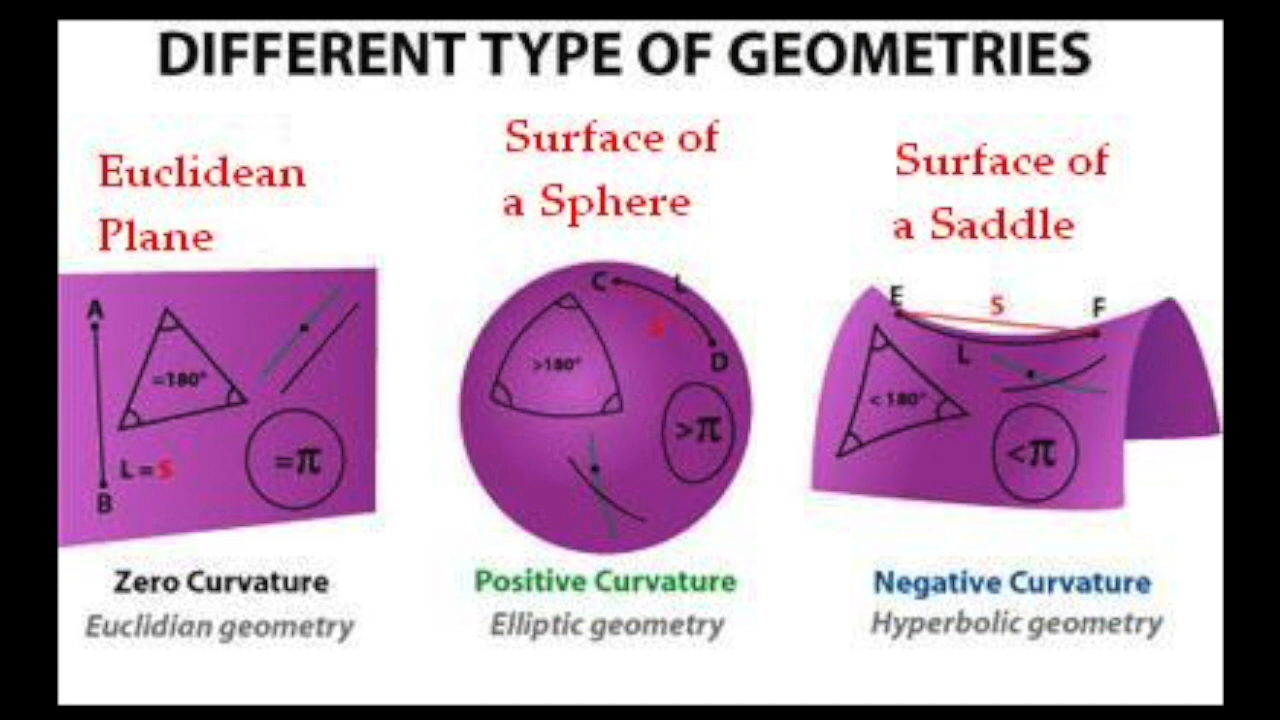 DIFFERENT TYPE OF GEOMETRIES
Euclidean
Plane
A
=180°
L = S
B
=π
Zero Curvature
Euclidian geometry
Surface of
a Sphere
C
L
S
D
>180°
>π
Positive Curvature
Elliptic geometry
Surface of
a Saddle
E
S
F
L
< 180°
<π
Negative Curvature
Hyperbolic geometry